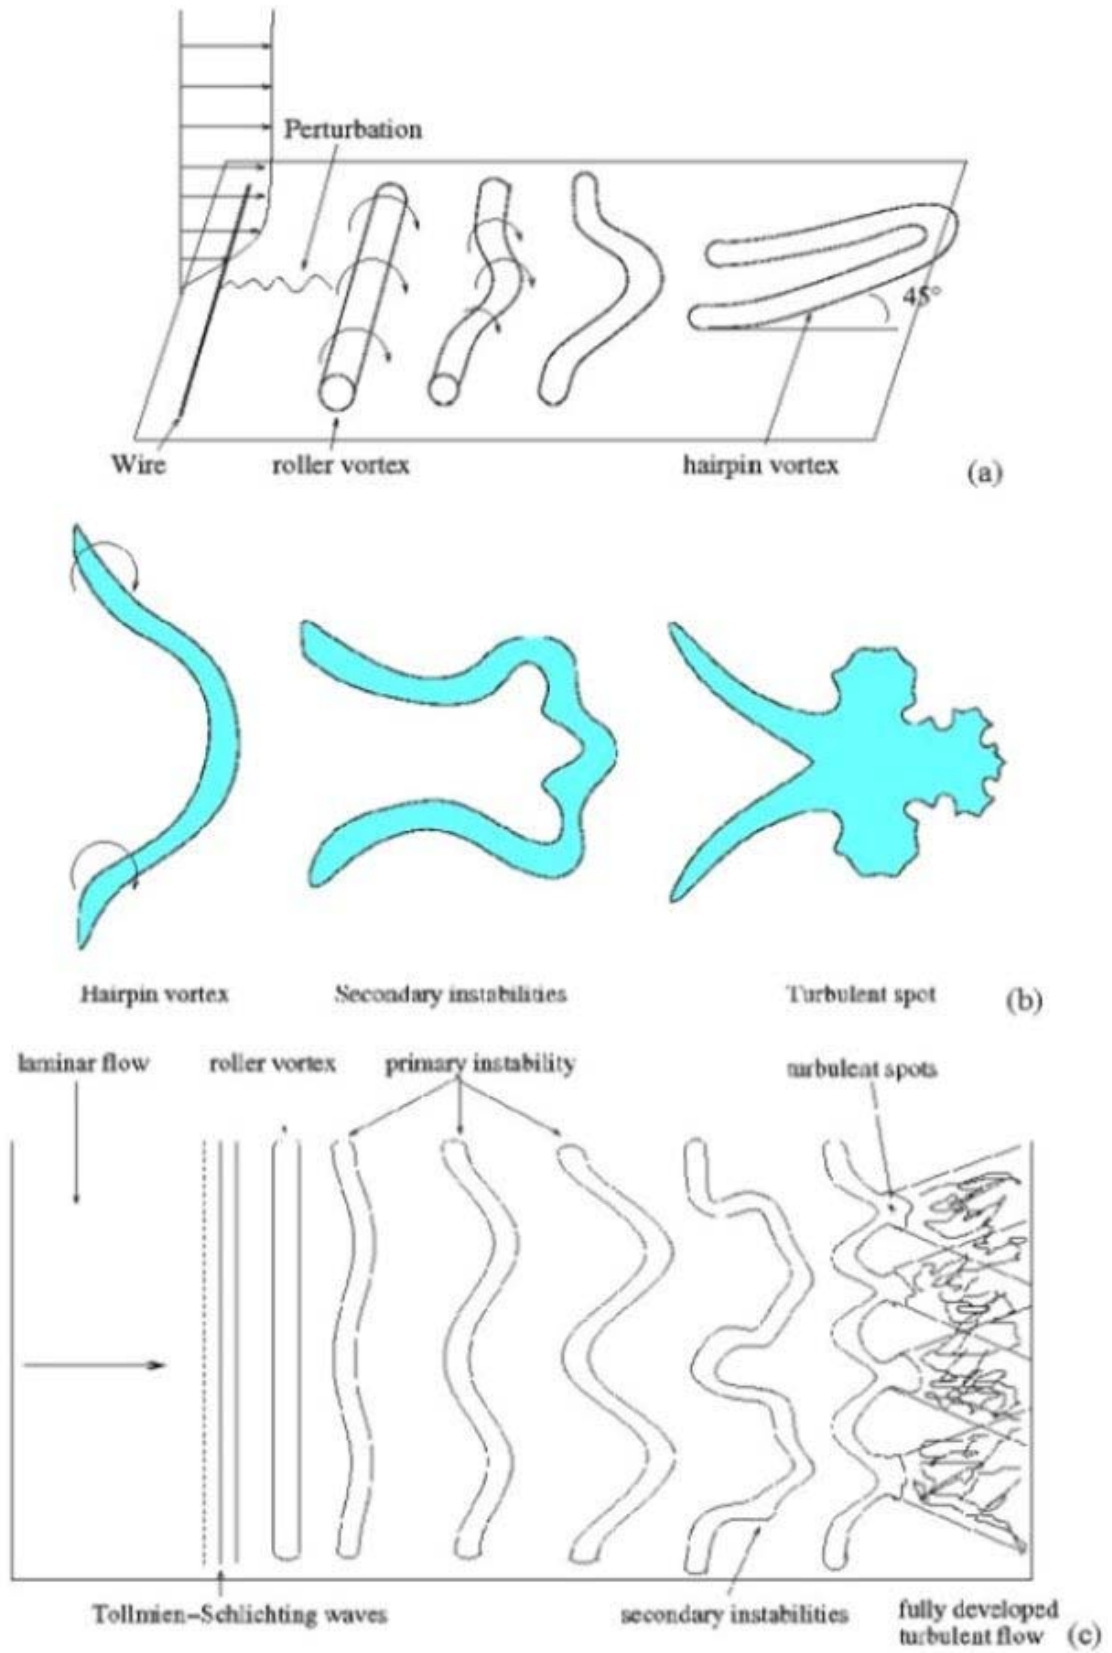 Perturbation
45°
Wire
roller vortex
hairpin vortex
(a)
Hairpin vortex
Secondary instabilities
Turbulent spot
(b)
laminar flow
roller vortex
primary instability
turbulent spots
Tollmien–Schlichting waves
secondary instabilities
fully developed
turbulent flow
(c)